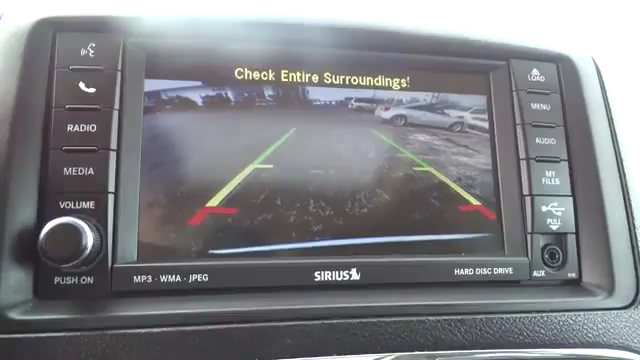 Check Entire Surroundings!
RADIO
MEDIA
VOLUME
PUSH ON
MP3 - WMA - JPEG
SIRIUS
HARD DISC DRIVE
LOAD
MENU
AUDIO
MY
FILES
PULL
AUX